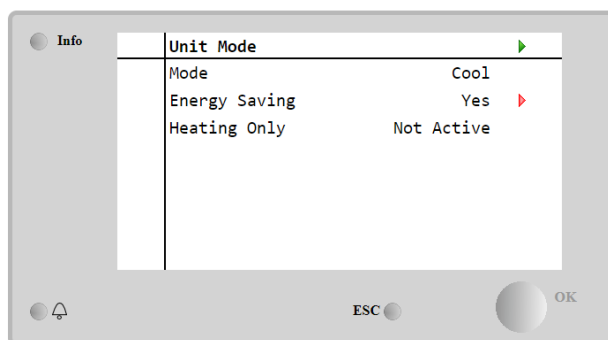 Info
Unit Mode
Mode Cool
Energy Saving Yes
Heating Only Not Active
ESC
OK